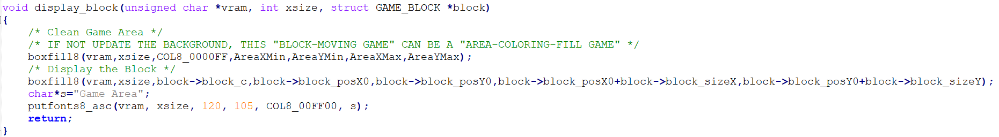 void display_block(unsigned char *vram, int xsize, struct GAME_BLOCK *block)
{
    /* Clean Game Area */
    /* IF NOT UPDATE THE BACKGROUND, THIS "BLOCK-MOVING GAME" CAN BE A "AREA-COLORING-FILL GAME" */
    boxfill8(vram,xsize,COL8_0000FF,AreaXMin,AreaYMin,AreaXMax,AreaYMax);
    /* Display the Block */
    boxfill8(vram,xsize,block->block_c,block->block_posX0,block->block_posY0,block->block_posX0+block->block_sizeX,block->block_posY0+block->block_sizeY);
    char*s="Game Area";
    putfonts8_asc(vram, xsize, 120, 105, COL8_00FF00, s);
    return;
}